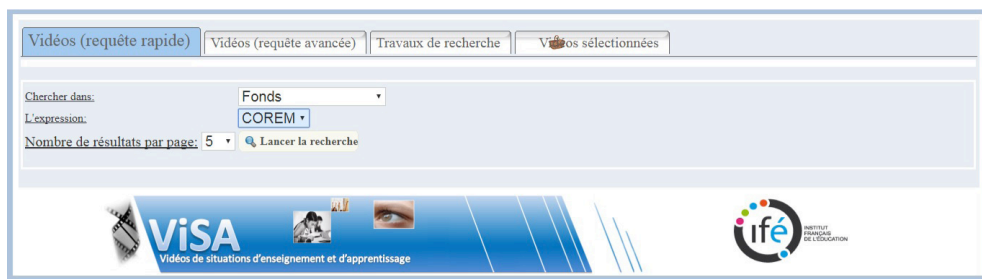 Vidéos (requête rapide) Vidéos (requête avancée) Travaux de recherche Vidéos sélectionnées
Chercher dans: Fonds
L'expression: COREM
Nombre de résultats par page: 5 Lancer la recherche
ViSA
Vidéos de situations d'enseignement et d'apprentissage
ifé
INSTITUT
FRANÇAIS
DE L'ÉDUCATION